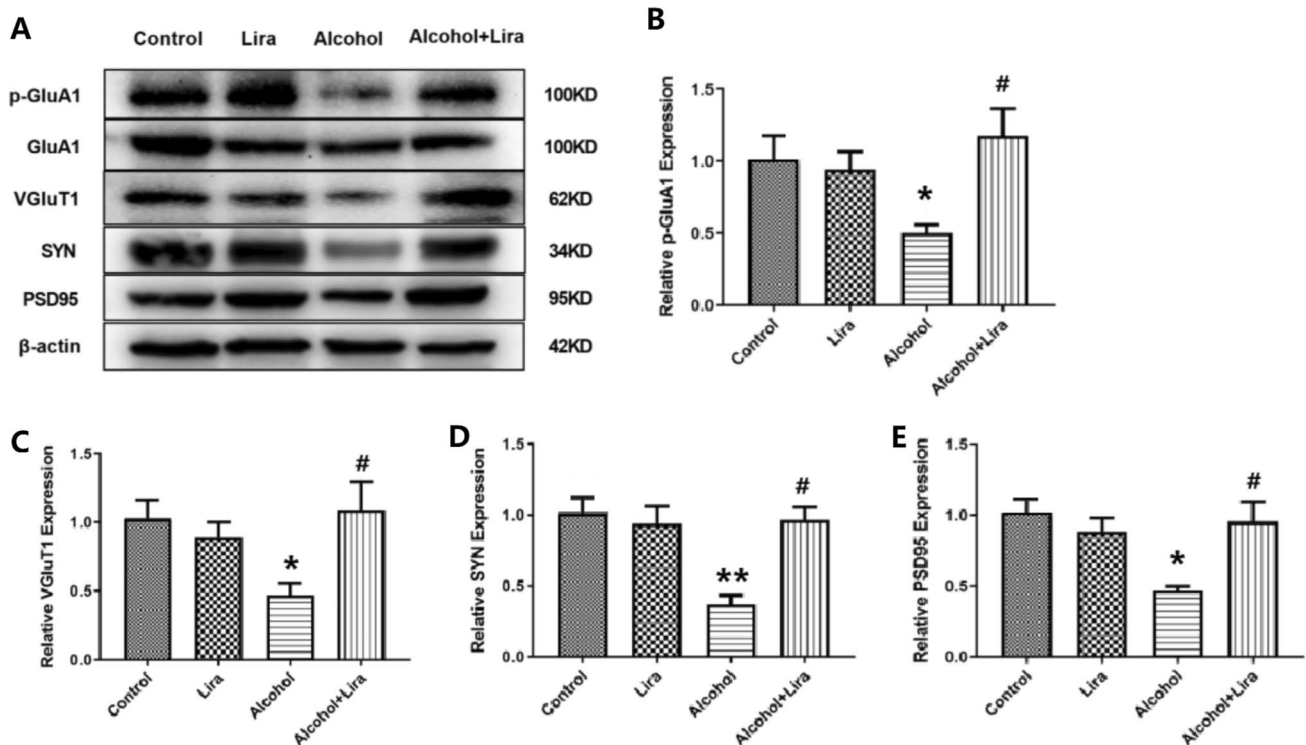 A
Control Lira Alcohol Alcohol+Lira
p-GluA1 100KD
GluA1 100KD
VGluT1 62KD
SYN 34KD
PSD95 95KD
β-actin 42KD
B
Relative p-GluA1 Expression
1.5
1.0
0.5
0.0
*
#
Control
Lira
Alcohol
Alcohol+Lira
C
Relative VGluT1 Expression
1.5
1.0
0.5
0.0
*
#
Control
Lira
Alcohol
Alcohol+Lira
D
Relative SYN Expression
1.5
1.0
0.5
0.0
**
#
Control
Lira
Alcohol
Alcohol+Lira
E
Relative PSD95 Expression
1.5
1.0
0.5
0.0
*
#
Control
Lira
Alcohol
Alcohol+Lira